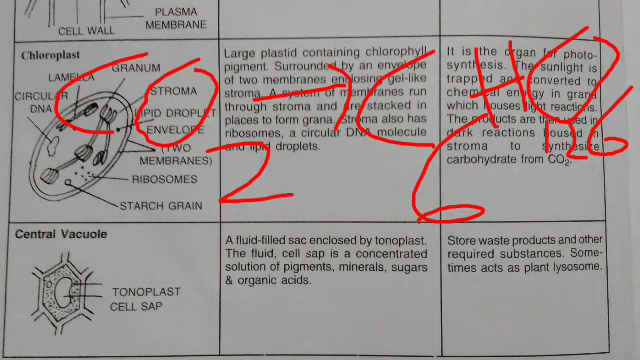 PLASMA
MEMBRANE
CELL WALL
Chloroplast
GRANUM
LAMELLA
STROMA
CIRCULAR
DNA
LIPID DROPLET
ENVELOPE
(TWO
MEMBRANES)
RIBOSOMES
STARCH GRAIN
Large plastid containing chlorophyll
pigment. Surrounded by an envelope
of two membranes enclosing gel-like
stroma. A system of membranes run
through stroma and are stacked in
places to form grana. Stroma also has
ribosomes, a circular DNA molecule
and lipid droplets.
It is the organ for photo-
synthesis. The sunlight is
trapped and converted to
chemical energy in grana
which houses light reactions.
The products are then used in
dark reactions housed in
stroma to synthesize
carbohydrate from CO₂.
Central Vacuole
TONOPLAST
CELL SAP
A fluid-filled sac enclosed by tonoplast.
The fluid, cell sap is a concentrated
solution of pigments, minerals, sugars
& organic acids.
Store waste products and other
required substances. Some-
times acts as plant lysosome.